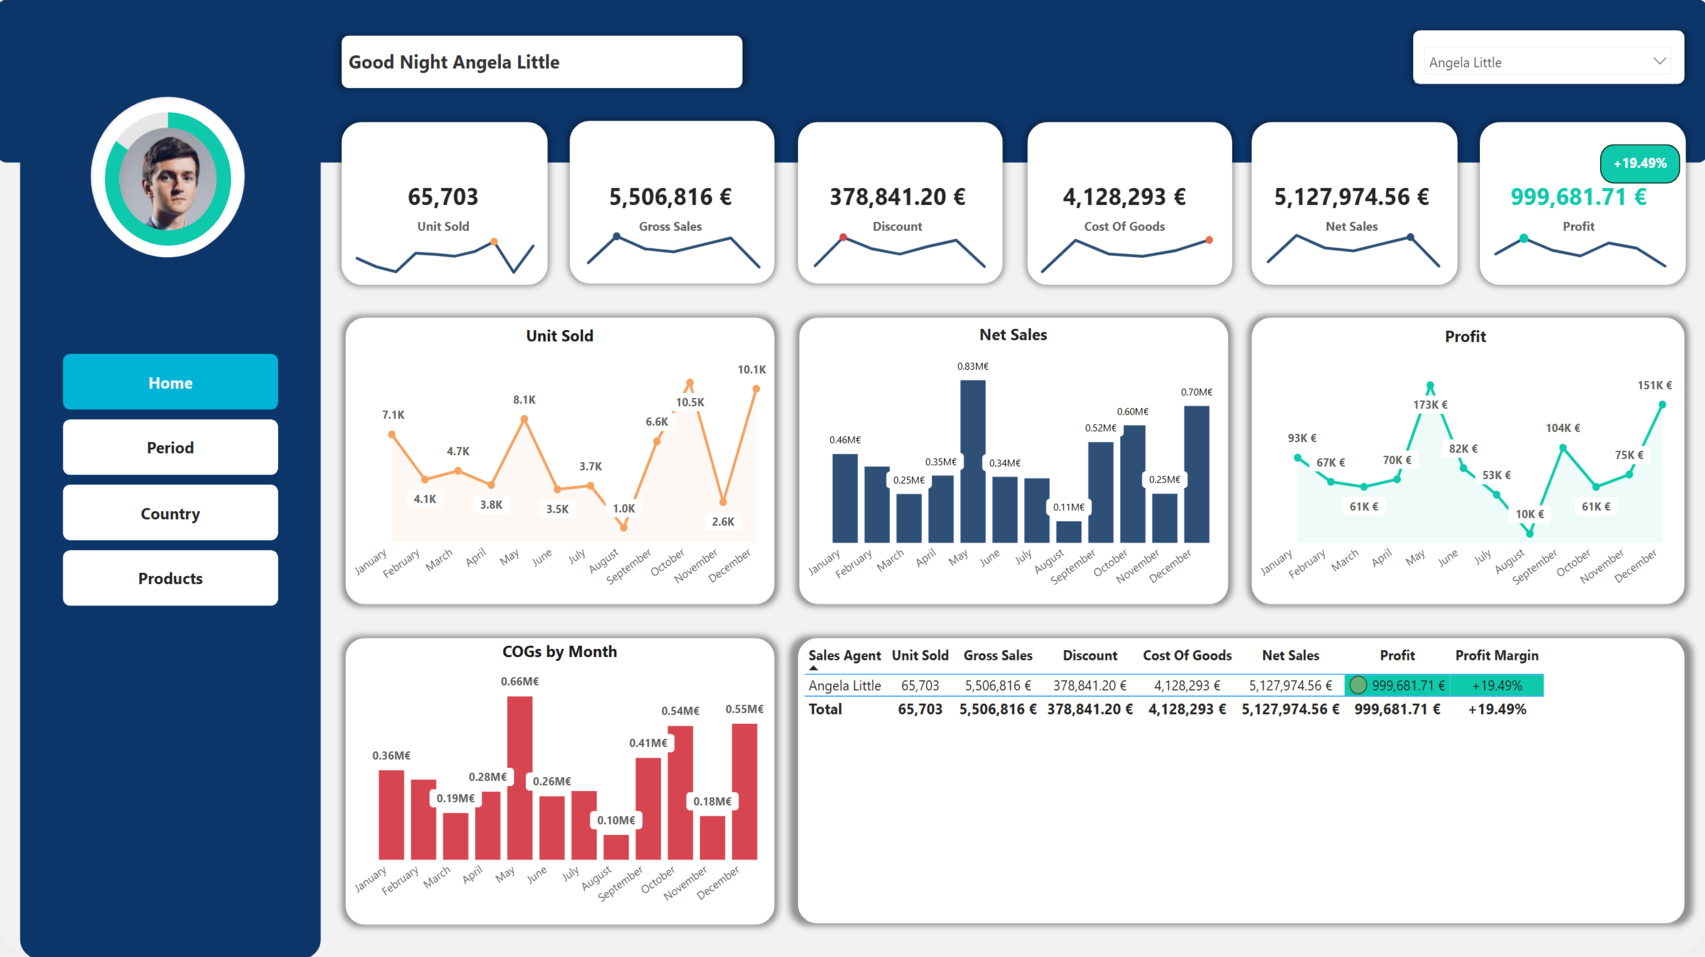 Good Night Angela Little
Angela Little
+19.49%
65,703
Unit Sold
5,506,816 €
Gross Sales
378,841.20 €
Discount
4,128,293 €
Cost Of Goods
5,127,974.56 €
Net Sales
999,681.71 €
Profit
Home
Period
Country
Products
Unit Sold
7.1K
4.1K
4.7K
3.8K
8.1K
3.5K
3.7K
1.0K
6.6K
10.5K
2.6K
10.1K
January
February
March
April
May
June
July
August
September
October
November
December
Net Sales
0.46M€
0.25M€
0.35M€
0.83M€
0.34M€
0.11M€
0.52M€
0.60M€
0.25M€
0.70M€
January
February
March
April
May
June
July
August
September
October
November
December
Profit
93K €
67K €
61K €
70K €
173K €
82K €
53K €
10K €
104K €
61K €
75K €
151K €
January
February
March
April
May
June
July
August
September
October
November
December
COGs by Month
0.36M€
0.19M€
0.28M€
0.66M€
0.26M€
0.10M€
0.41M€
0.54M€
0.18M€
0.55M€
January
February
March
April
May
June
July
August
September
October
November
December
Sales Agent Unit Sold Gross Sales Discount Cost Of Goods Net Sales Profit Profit Margin
Angela Little 65,703 5,506,816 € 378,841.20 € 4,128,293 € 5,127,974.56 € 999,681.71 € +19.49%
Total 65,703 5,506,816 € 378,841.20 € 4,128,293 € 5,127,974.56 € 999,681.71 € +19.49%